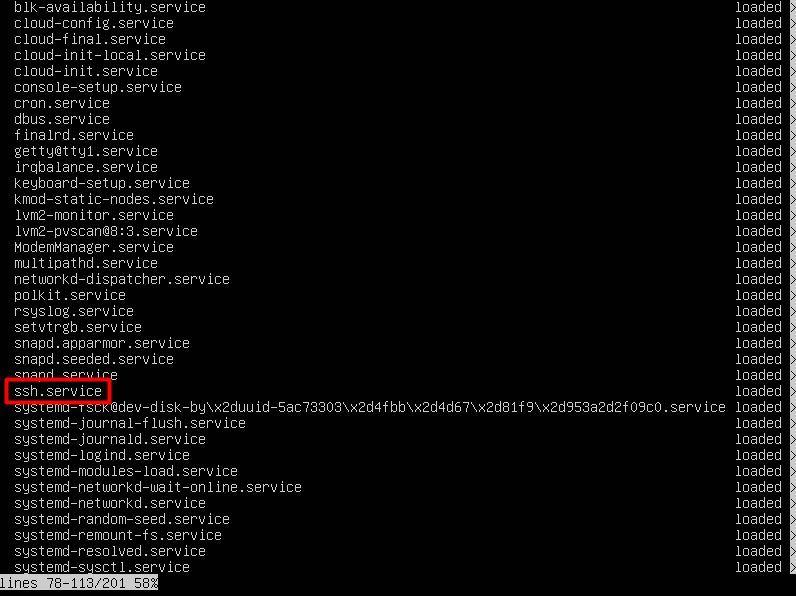 blk-availability.service loaded >
cloud-config.service loaded >
cloud-final.service loaded >
cloud-init-local.service loaded >
cloud-init.service loaded >
console-setup.service loaded >
cron.service loaded >
dbus.service loaded >
finalrd.service loaded >
getty@tty1.service loaded >
irqbalance.service loaded >
keyboard-setup.service loaded >
kmod-static-nodes.service loaded >
lvm2-monitor.service loaded >
lvm2-pvscan@8:3.service loaded >
ModemManager.service loaded >
multipathd.service loaded >
networkd-dispatcher.service loaded >
polkit.service loaded >
rsyslog.service loaded >
setvtrgb.service loaded >
snapd.apparmor.service loaded >
snapd.seeded.service loaded >
snapd.service loaded >
ssh.service loaded >
systemd-fsck@dev-disk-by\x2duuid-5ac73303\x2d4fbb\x2d4d67\x2d81f9\x2d953a2d2f09c0.service loaded >
systemd-journal-flush.service loaded >
systemd-journald.service loaded >
systemd-logind.service loaded >
systemd-modules-load.service loaded >
systemd-networkd-wait-online.service loaded >
systemd-networkd.service loaded >
systemd-random-seed.service loaded >
systemd-remount-fs.service loaded >
systemd-resolved.service loaded >
systemd-sysctl.service loaded >
lines 78-113/201 58%